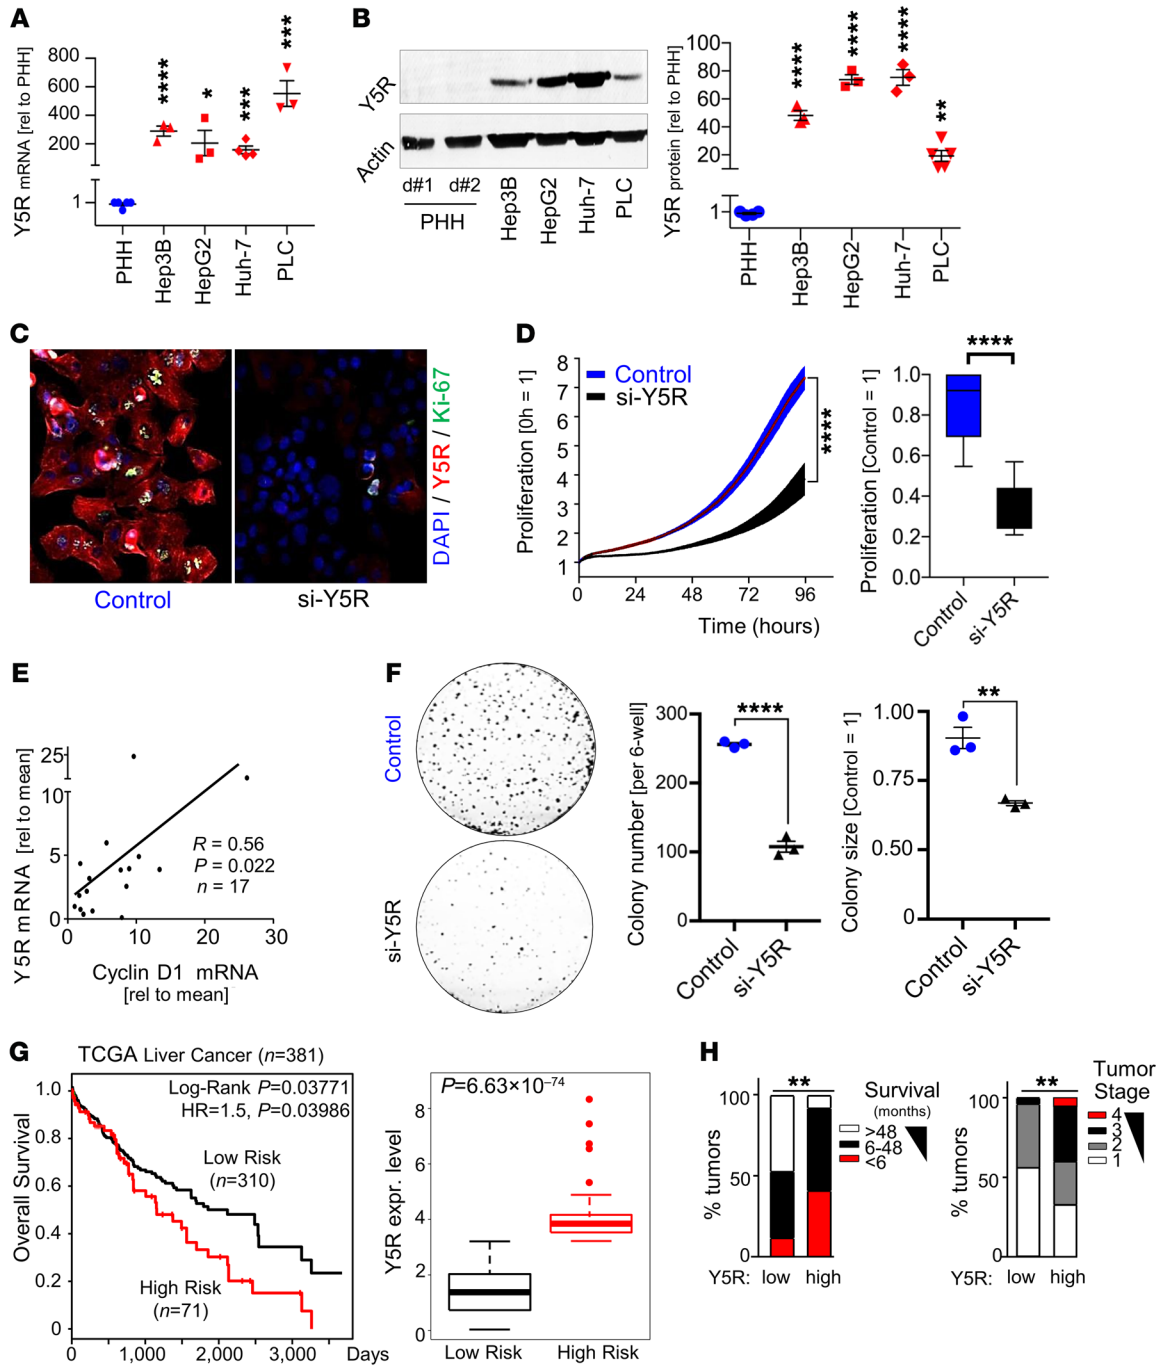 A
Y5R mRNA [rel to PHH]
800
600
400
200
1
****
*
***
***
PHH
Hep3B
HepG2
Huh-7
PLC
B
Y5R
Actin
d#1 d#2
PHH
Hep3B
HepG2
Huh-7
PLC
Y5R protein [rel to PHH]
100
80
60
40
20
1
****
****
****
**
PHH
Hep3B
HepG2
Huh-7
PLC
C
DAPI / Y5R / Ki-67
Control
si-Y5R
D
Proliferation [0h = 1]
8
7
6
5
4
3
2
1
Control
si-Y5R
****
0 24 48 72 96
Time (hours)
Proliferation [Control = 1]
****
1.0
0.8
0.6
0.4
0.2
0.0
Control
si-Y5R
E
Y5R mRNA [rel to mean]
25
10
5
0
R = 0.56
P = 0.022
n = 17
0 10 20 30
Cyclin D1 mRNA
[rel to mean]
F
Control
si-Y5R
Colony number [per 6-well]
300
200
100
0
****
Control
si-Y5R
Colony size [Control = 1]
1.00
0.75
0.50
0
**
Control
si-Y5R
G
TCGA Liver Cancer (n=381)
Overall Survival
1.0
0.8
0.6
0.4
0.2
0
Log-Rank P=0.03771
HR=1.5, P=0.03986
Low Risk
(n=310)
High Risk
(n=71)
0 1,000 2,000 3,000 Days
Y5R expr. level
P=6.63×10⁻⁷⁴
8
6
4
2
0
Low Risk High Risk
H
% tumors
100
50
0
**
Survival
(months)
>48
6-48
<6
Y5R: low high
% tumors
100
50
0
**
Tumor
Stage
4
3
2
1
Y5R: low high